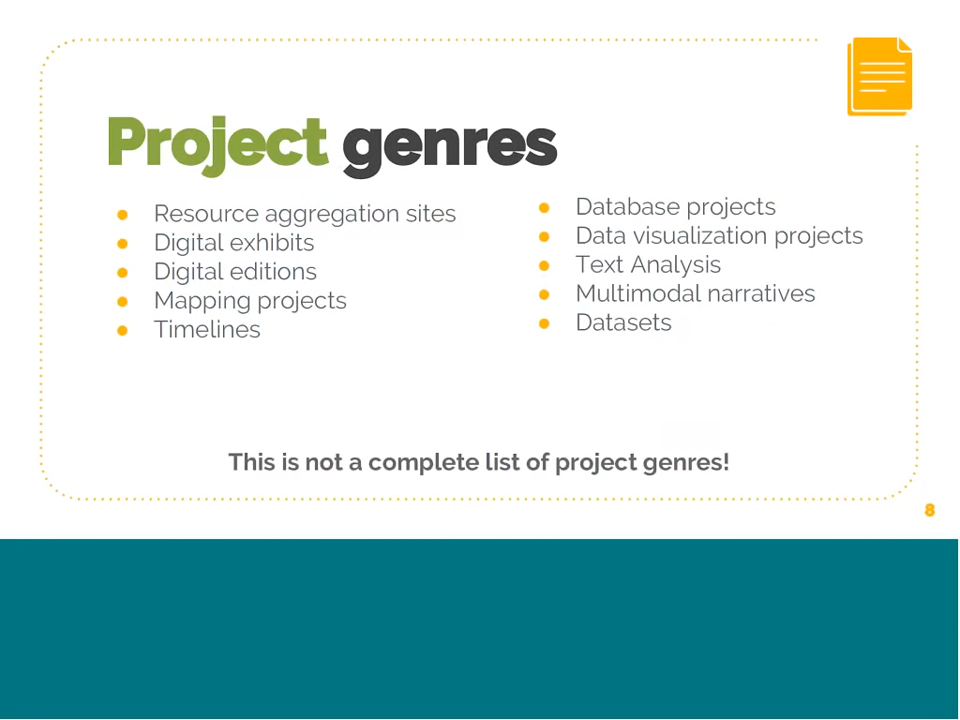 Project genres
● Resource aggregation sites
● Digital exhibits
● Digital editions
● Mapping projects
● Timelines
● Database projects
● Data visualization projects
● Text Analysis
● Multimodal narratives
● Datasets
This is not a complete list of project genres!
8